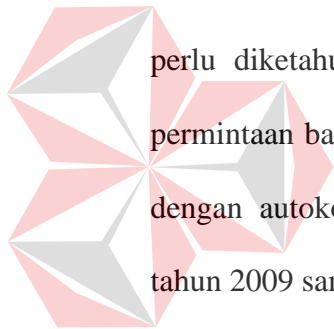 perlu diketahu
permintaan ba
dengan autoko
tahun 2009 sa